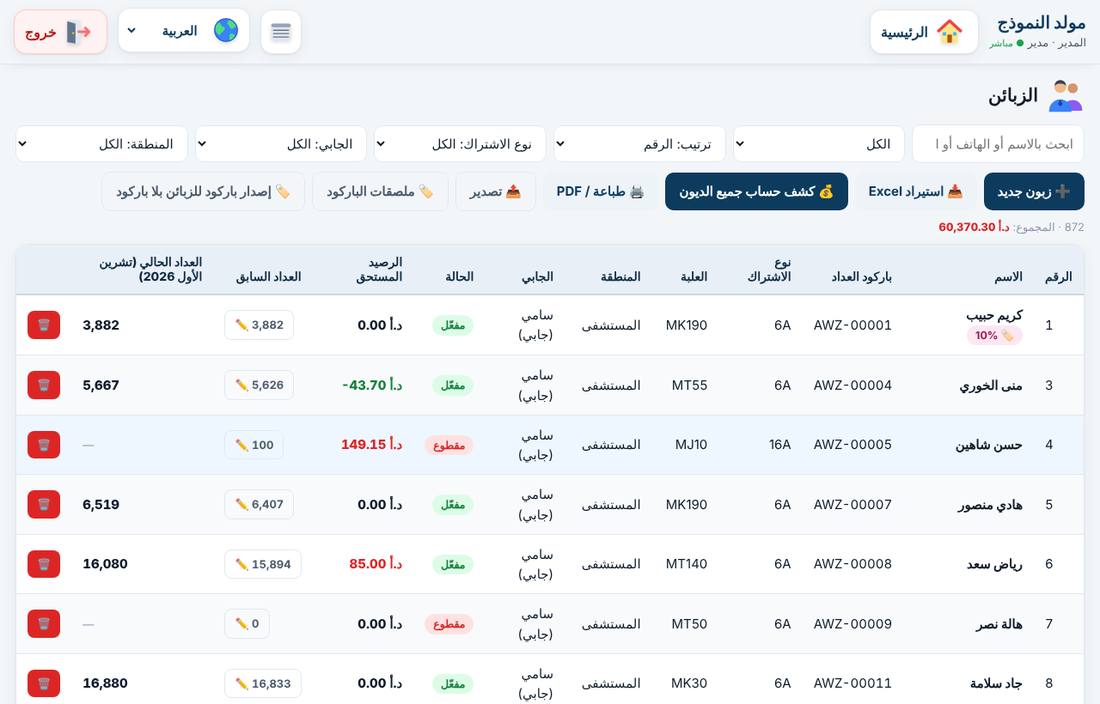 مولد النموذج
المدير · مدير ● مباشر
الرئيسية
العربية
خروج
الزبائن
ابحث بالاسم أو الهاتف أو ا
الكل
ترتيب: الرقم
نوع الاشتراك: الكل
الجابي: الكل
المنطقة: الكل
➕ زبون جديد
📥 استيراد Excel
💰 كشف حساب جميع الديون
🖨️ طباعة / PDF
📤 تصدير
🏷️ ملصقات الباركود
🏷️ إصدار باركود للزبائن بلا باركود
872 · المجموع: د.أ 60,370.30
الرقم الاسم باركود العداد نوع الاشتراك العلبة المنطقة الجابي الحالة الرصيد المستحق العداد السابق العداد الحالي (تشرين الأول 2026)
1 كريم حبيب 🏷️ 10% AWZ-00001 6A MK190 المستشفى سامي (جابي) مفعّل د.أ 0.00 3,882 ✏️ 3,882
3 منى الخوري AWZ-00004 6A MT55 المستشفى سامي (جابي) مفعّل د.أ 43.70- 5,626 ✏️ 5,667
4 حسن شاهين AWZ-00005 16A MJ10 المستشفى سامي (جابي) مقطوع د.أ 149.15 100 ✏️ —
5 هادي منصور AWZ-00007 6A MK190 المستشفى سامي (جابي) مفعّل د.أ 0.00 6,407 ✏️ 6,519
6 رياض سعد AWZ-00008 6A MT140 المستشفى سامي (جابي) مفعّل د.أ 85.00 15,894 ✏️ 16,080
7 هالة نصر AWZ-00009 6A MT50 المستشفى سامي (جابي) مقطوع د.أ 0.00 0 ✏️ —
8 جاد سلامة AWZ-00011 6A MK30 المستشفى سامي (جابي) مفعّل د.أ 0.00 16,833 ✏️ 16,880